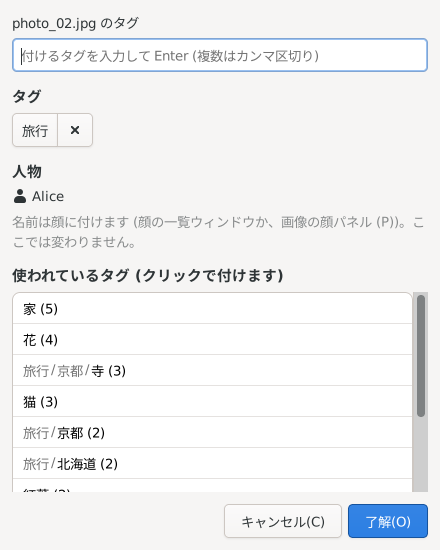 photo_02.jpg のタグ
付けるタグを入力して Enter (複数はカンマ区切り)
タグ
旅行 ×
人物
Alice
名前は顔に付けます (顔の一覧ウィンドウか、画像の顔パネル (P))。こ
こでは変わりません。
使われているタグ (クリックで付けます)
家 (5)
花 (4)
旅行/京都/寺 (3)
猫 (3)
旅行/京都 (2)
旅行/北海道 (2)
キャンセル(C) 了解(O)